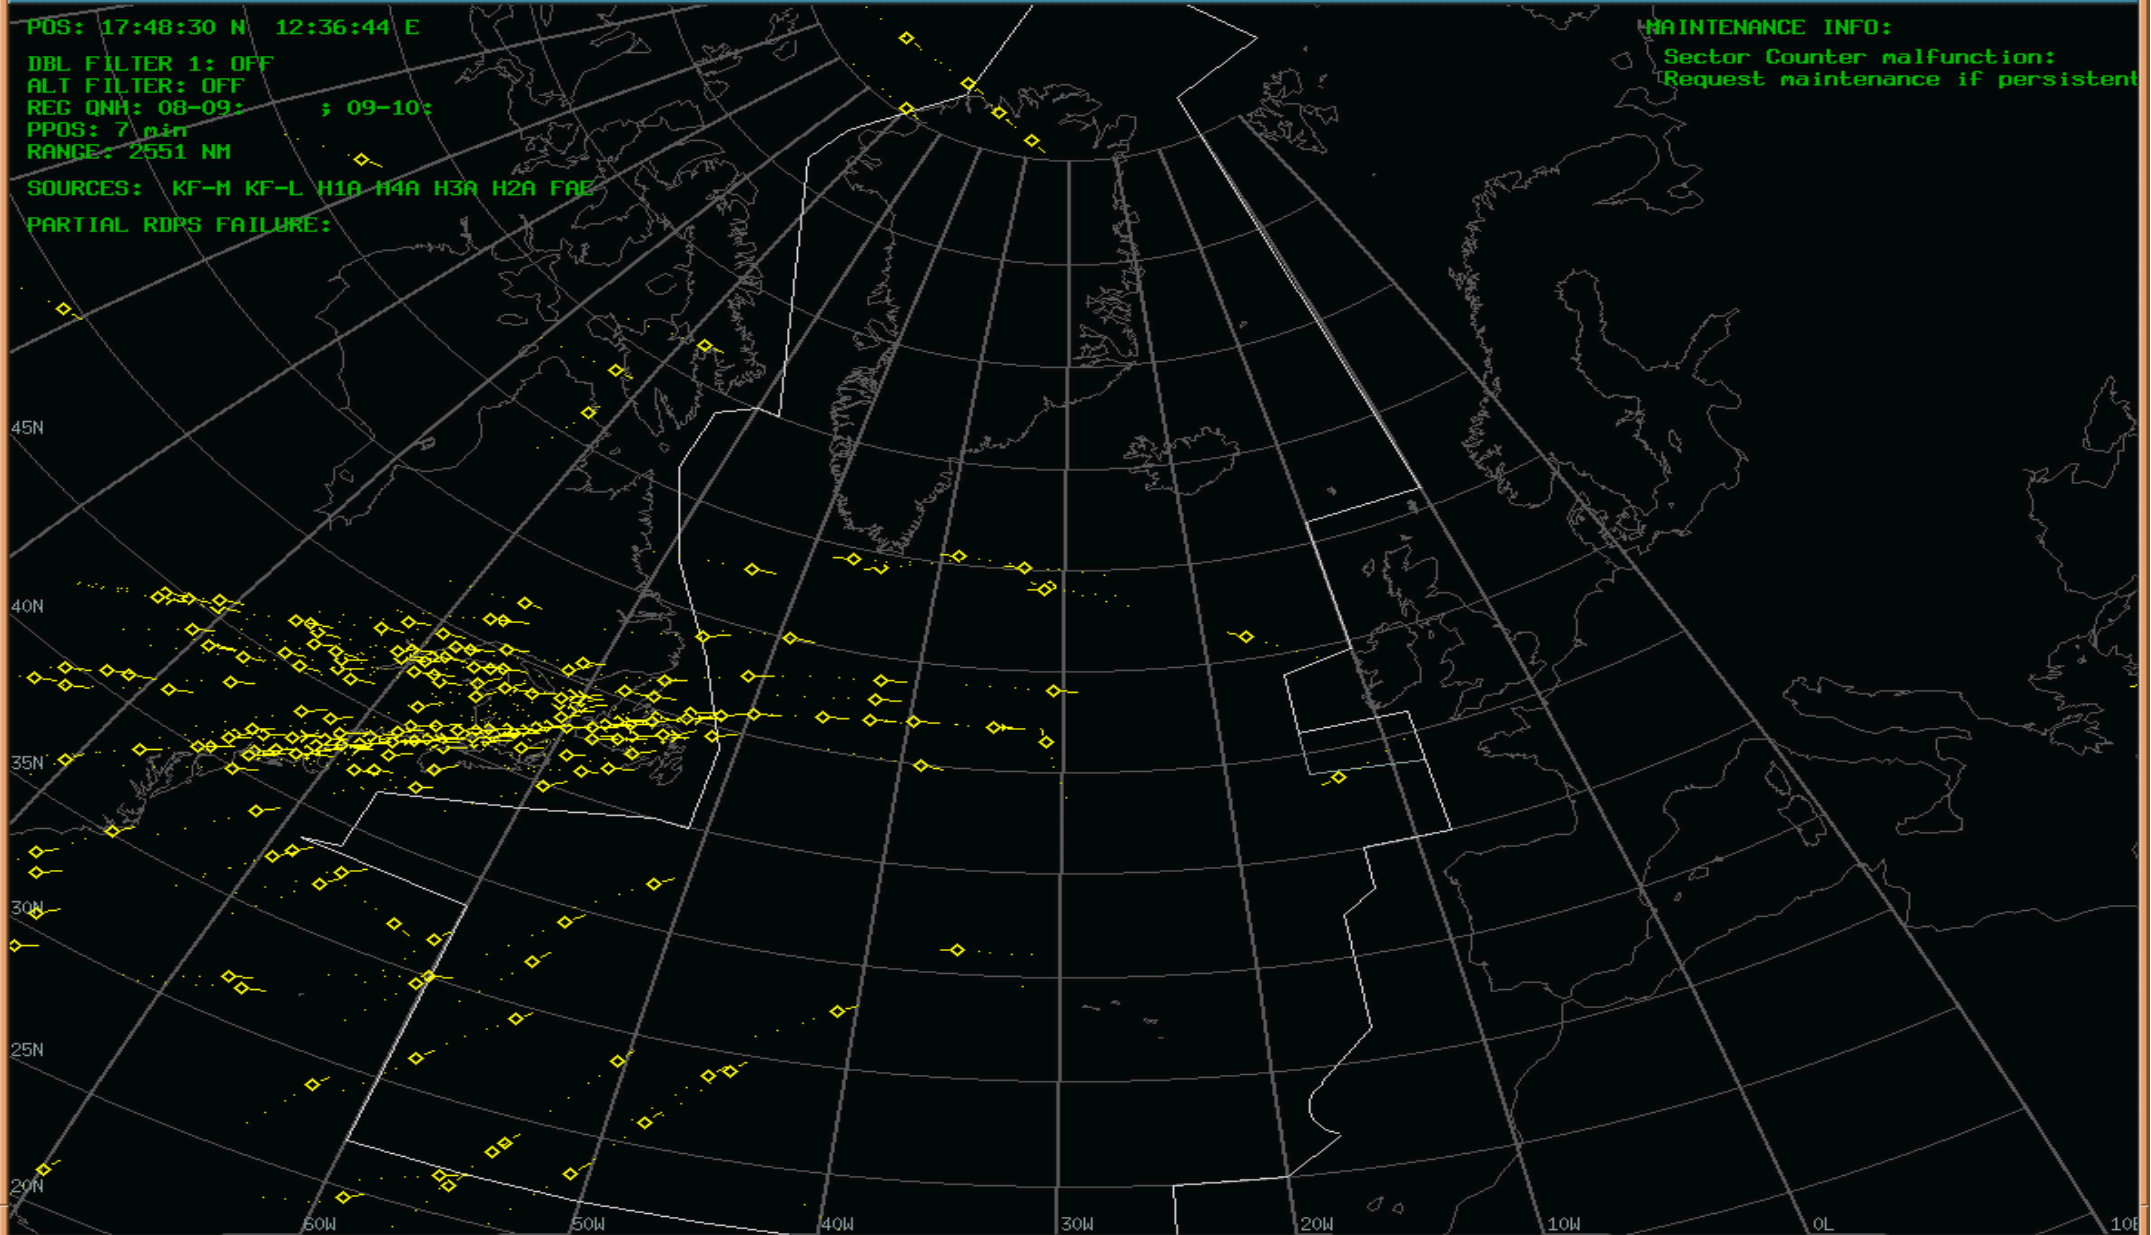 POS: 17:48:30 N  12:36:44 E
DBL FILTER 1: OFF
ALT FILTER: OFF
REG QNH: 08-09:      ; 09-10:
PPOS: 7 min
RANGE: 2551 NM
SOURCES:  KF-M KF-L H1A H4A H3A H2A FAE
PARTIAL RDPS FAILURE:
MAINTENANCE INFO:
Sector Counter malfunction:
Request maintenance if persistent
45N
40N
35N
30N
25N
20N
60W 50W 40W 30W 20W 10W 0L 10E